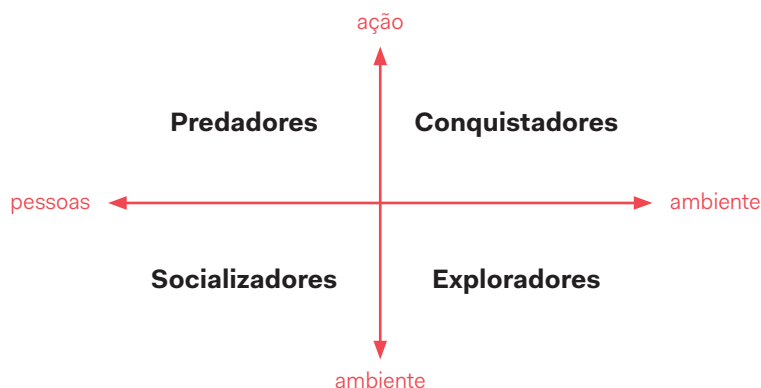 ação
Predadores
Conquistadores
pessoas
ambiente
Socializadores
Exploradores
ambiente